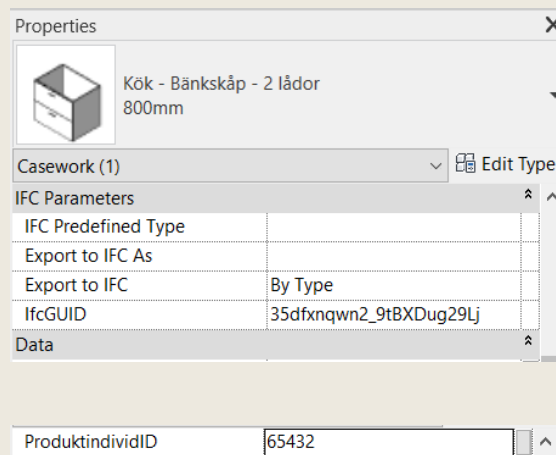 Properties
Kök - Bänkskåp - 2 lådor
800mm
Casework (1)
Edit Type
IFC Parameters
IFC Predefined Type
Export to IFC As
Export to IFC By Type
IfcGUID 35dfxnqwn2_9tBXDug29Lj
Data
ProduktindividID 65432